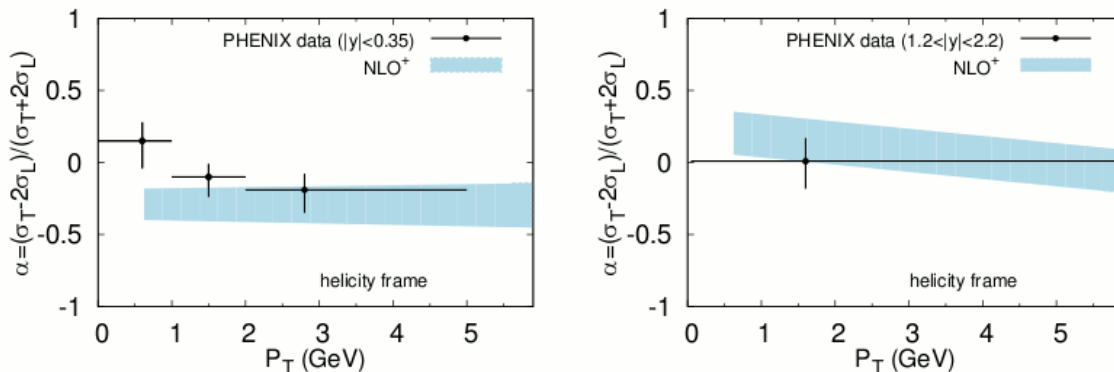 PHENIX data (|y|<0.35)
NLO+
1
0.5
0
-0.5
-1
α=(σT-2σL)/(σT+2σL)
helicity frame
0 1 2 3 4 5
PT (GeV)
PHENIX data (1.2<|y|<2.2)
NLO+
1
0.5
0
-0.5
-1
α=(σT-2σL)/(σT+2σL)
helicity frame
0 1 2 3 4 5
PT (GeV)